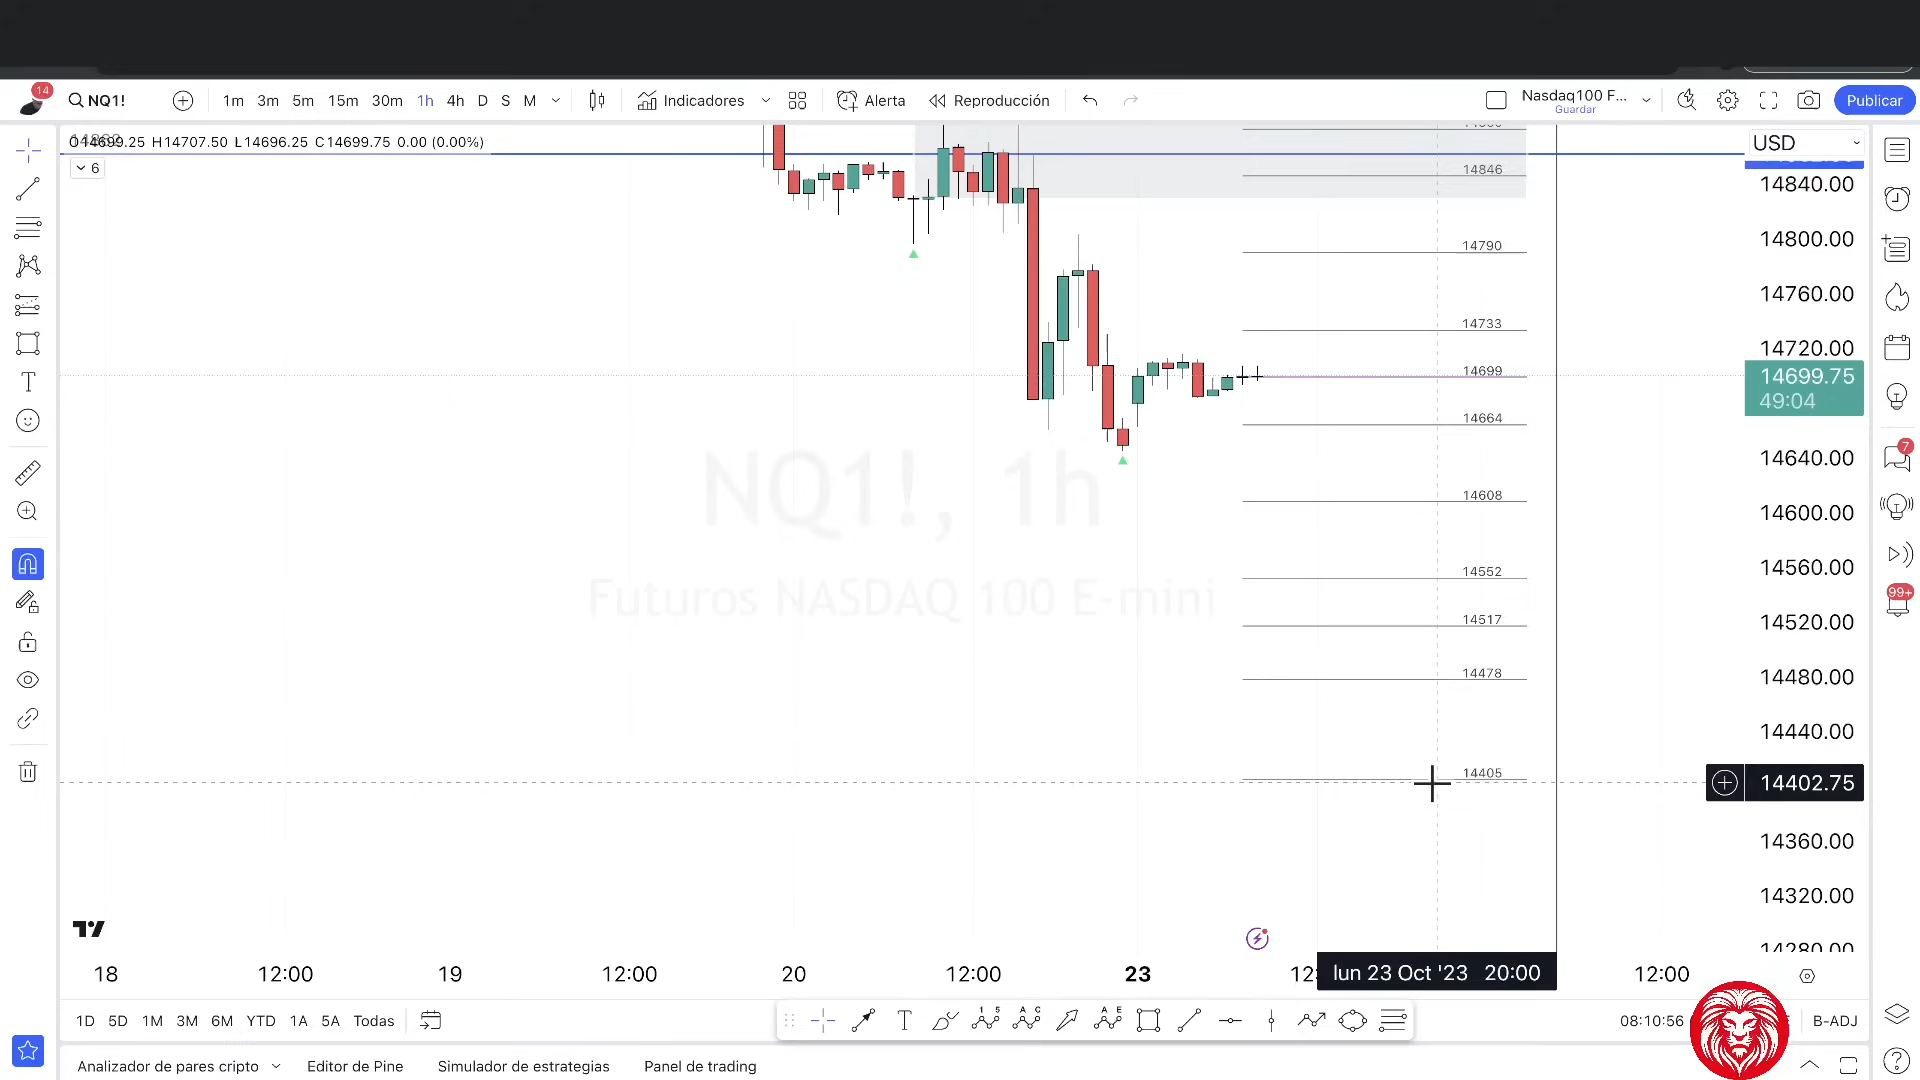 14
NQ1!
1m 3m 5m 15m 30m 1h 4h D S M
Indicadores
Alerta
Reproducción
Nasdaq100 F...
Guardar
Publicar
O14699.25 H14707.50 L14696.25 C14699.75 0.00 (0.00%)
6
USD
14840.00
14800.00
14760.00
14720.00
14699.75
49:04
14640.00
14600.00
14560.00
14520.00
14480.00
14440.00
14402.75
14360.00
14320.00
14280.00
14846
14790
14733
14699
14664
14608
14552
14517
14478
14405
NQ1!, 1h
Futuros NASDAQ 100 E-mini
7
99+
18 12:00 19 12:00 20 12:00 23
lun 23 Oct '23 20:00
12:00
1D 5D 1M 3M 6M YTD 1A 5A Todas
08:10:56
B-ADJ
Analizador de pares cripto
Editor de Pine
Simulador de estrategias
Panel de trading